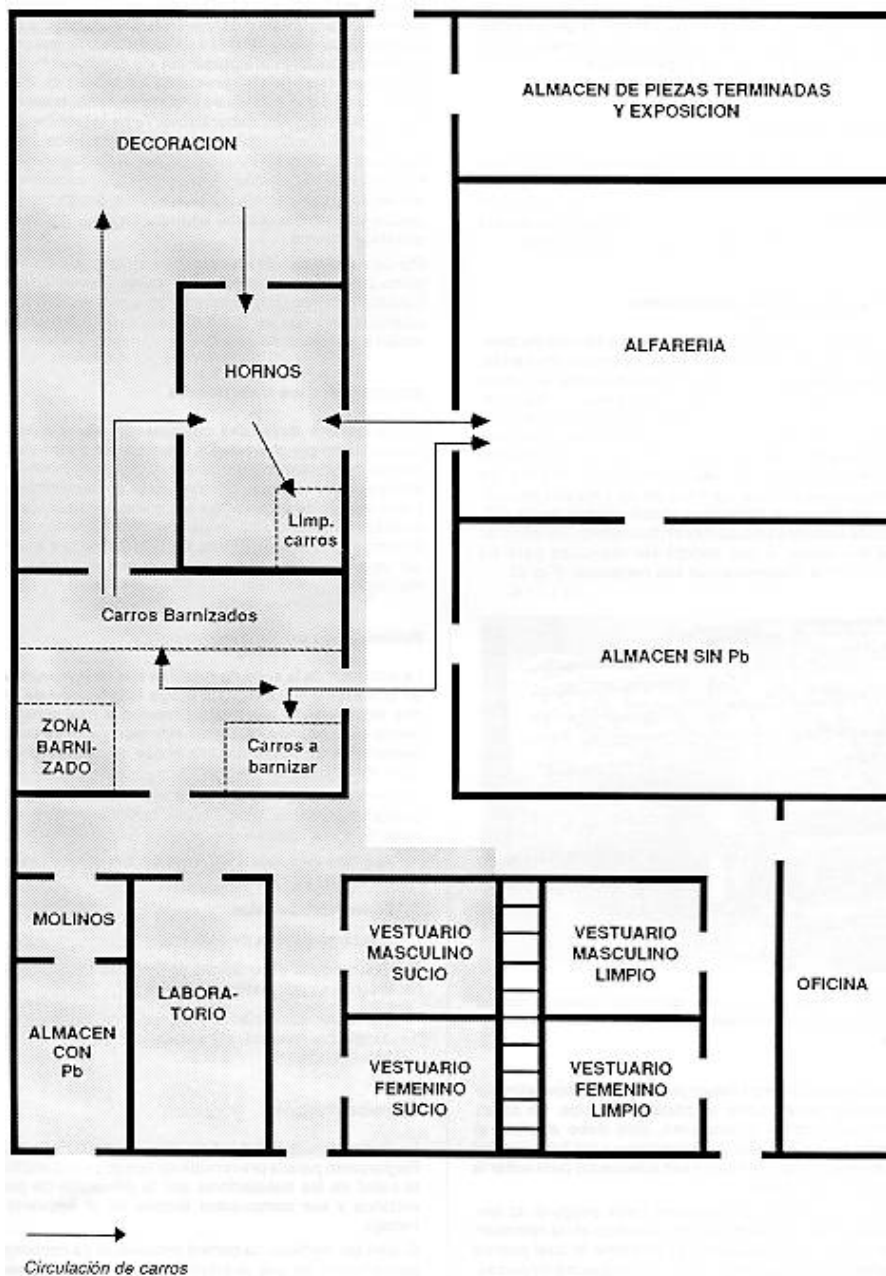 ALMACEN DE PIEZAS TERMINADAS
Y EXPOSICION
DECORACION
ALFARERIA
HORNOS
Limp.
carros
Carros Barnizados
ALMACEN SIN Pb
ZONA
BARNI-
ZADO
Carros a
barnizar
MOLINOS
LABORA-
TORIO
ALMACEN
CON
Pb
VESTUARIO
MASCULINO
SUCIO
VESTUARIO
MASCULINO
LIMPIO
OFICINA
VESTUARIO
FEMENINO
SUCIO
VESTUARIO
FEMENINO
LIMPIO
Circulación de carros